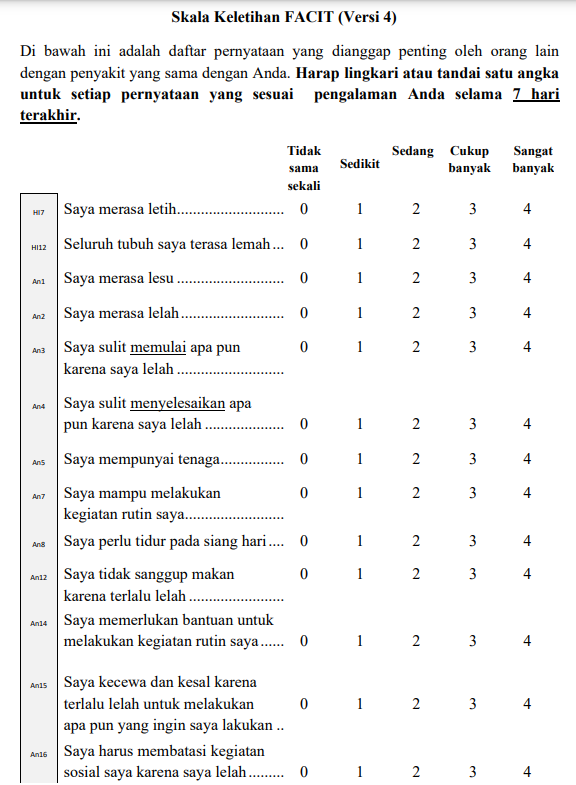 Skala Keletihan FACIT (Versi 4)
Di bawah ini adalah daftar pernyataan yang dianggap penting oleh orang lain
dengan penyakit yang sama dengan Anda. Harap lingkari atau tandai satu angka
untuk setiap pernyataan yang sesuai pengalaman Anda selama 7 hari
terakhir.
Tidak sama sekali Sedikit Sedang Cukup banyak Sangat banyak
HI7 Saya merasa letih............................ 0 1 2 3 4
HI12 Seluruh tubuh saya terasa lemah... 0 1 2 3 4
An1 Saya merasa lesu ............................ 0 1 2 3 4
An2 Saya merasa lelah........................... 0 1 2 3 4
An3 Saya sulit memulai apa pun 0 1 2 3 4
karena saya lelah ............................
An4 Saya sulit menyelesaikan apa
pun karena saya lelah ..................... 0 1 2 3 4
An5 Saya mempunyai tenaga................. 0 1 2 3 4
An7 Saya mampu melakukan 0 1 2 3 4
kegiatan rutin saya..........................
An8 Saya perlu tidur pada siang hari.... 0 1 2 3 4
An12 Saya tidak sanggup makan 0 1 2 3 4
karena terlalu lelah .........................
An14 Saya memerlukan bantuan untuk
melakukan kegiatan rutin saya...... 0 1 2 3 4
An15 Saya kecewa dan kesal karena
terlalu lelah untuk melakukan 0 1 2 3 4
apa pun yang ingin saya lakukan ..
An16 Saya harus membatasi kegiatan
sosial saya karena saya lelah......... 0 1 2 3 4